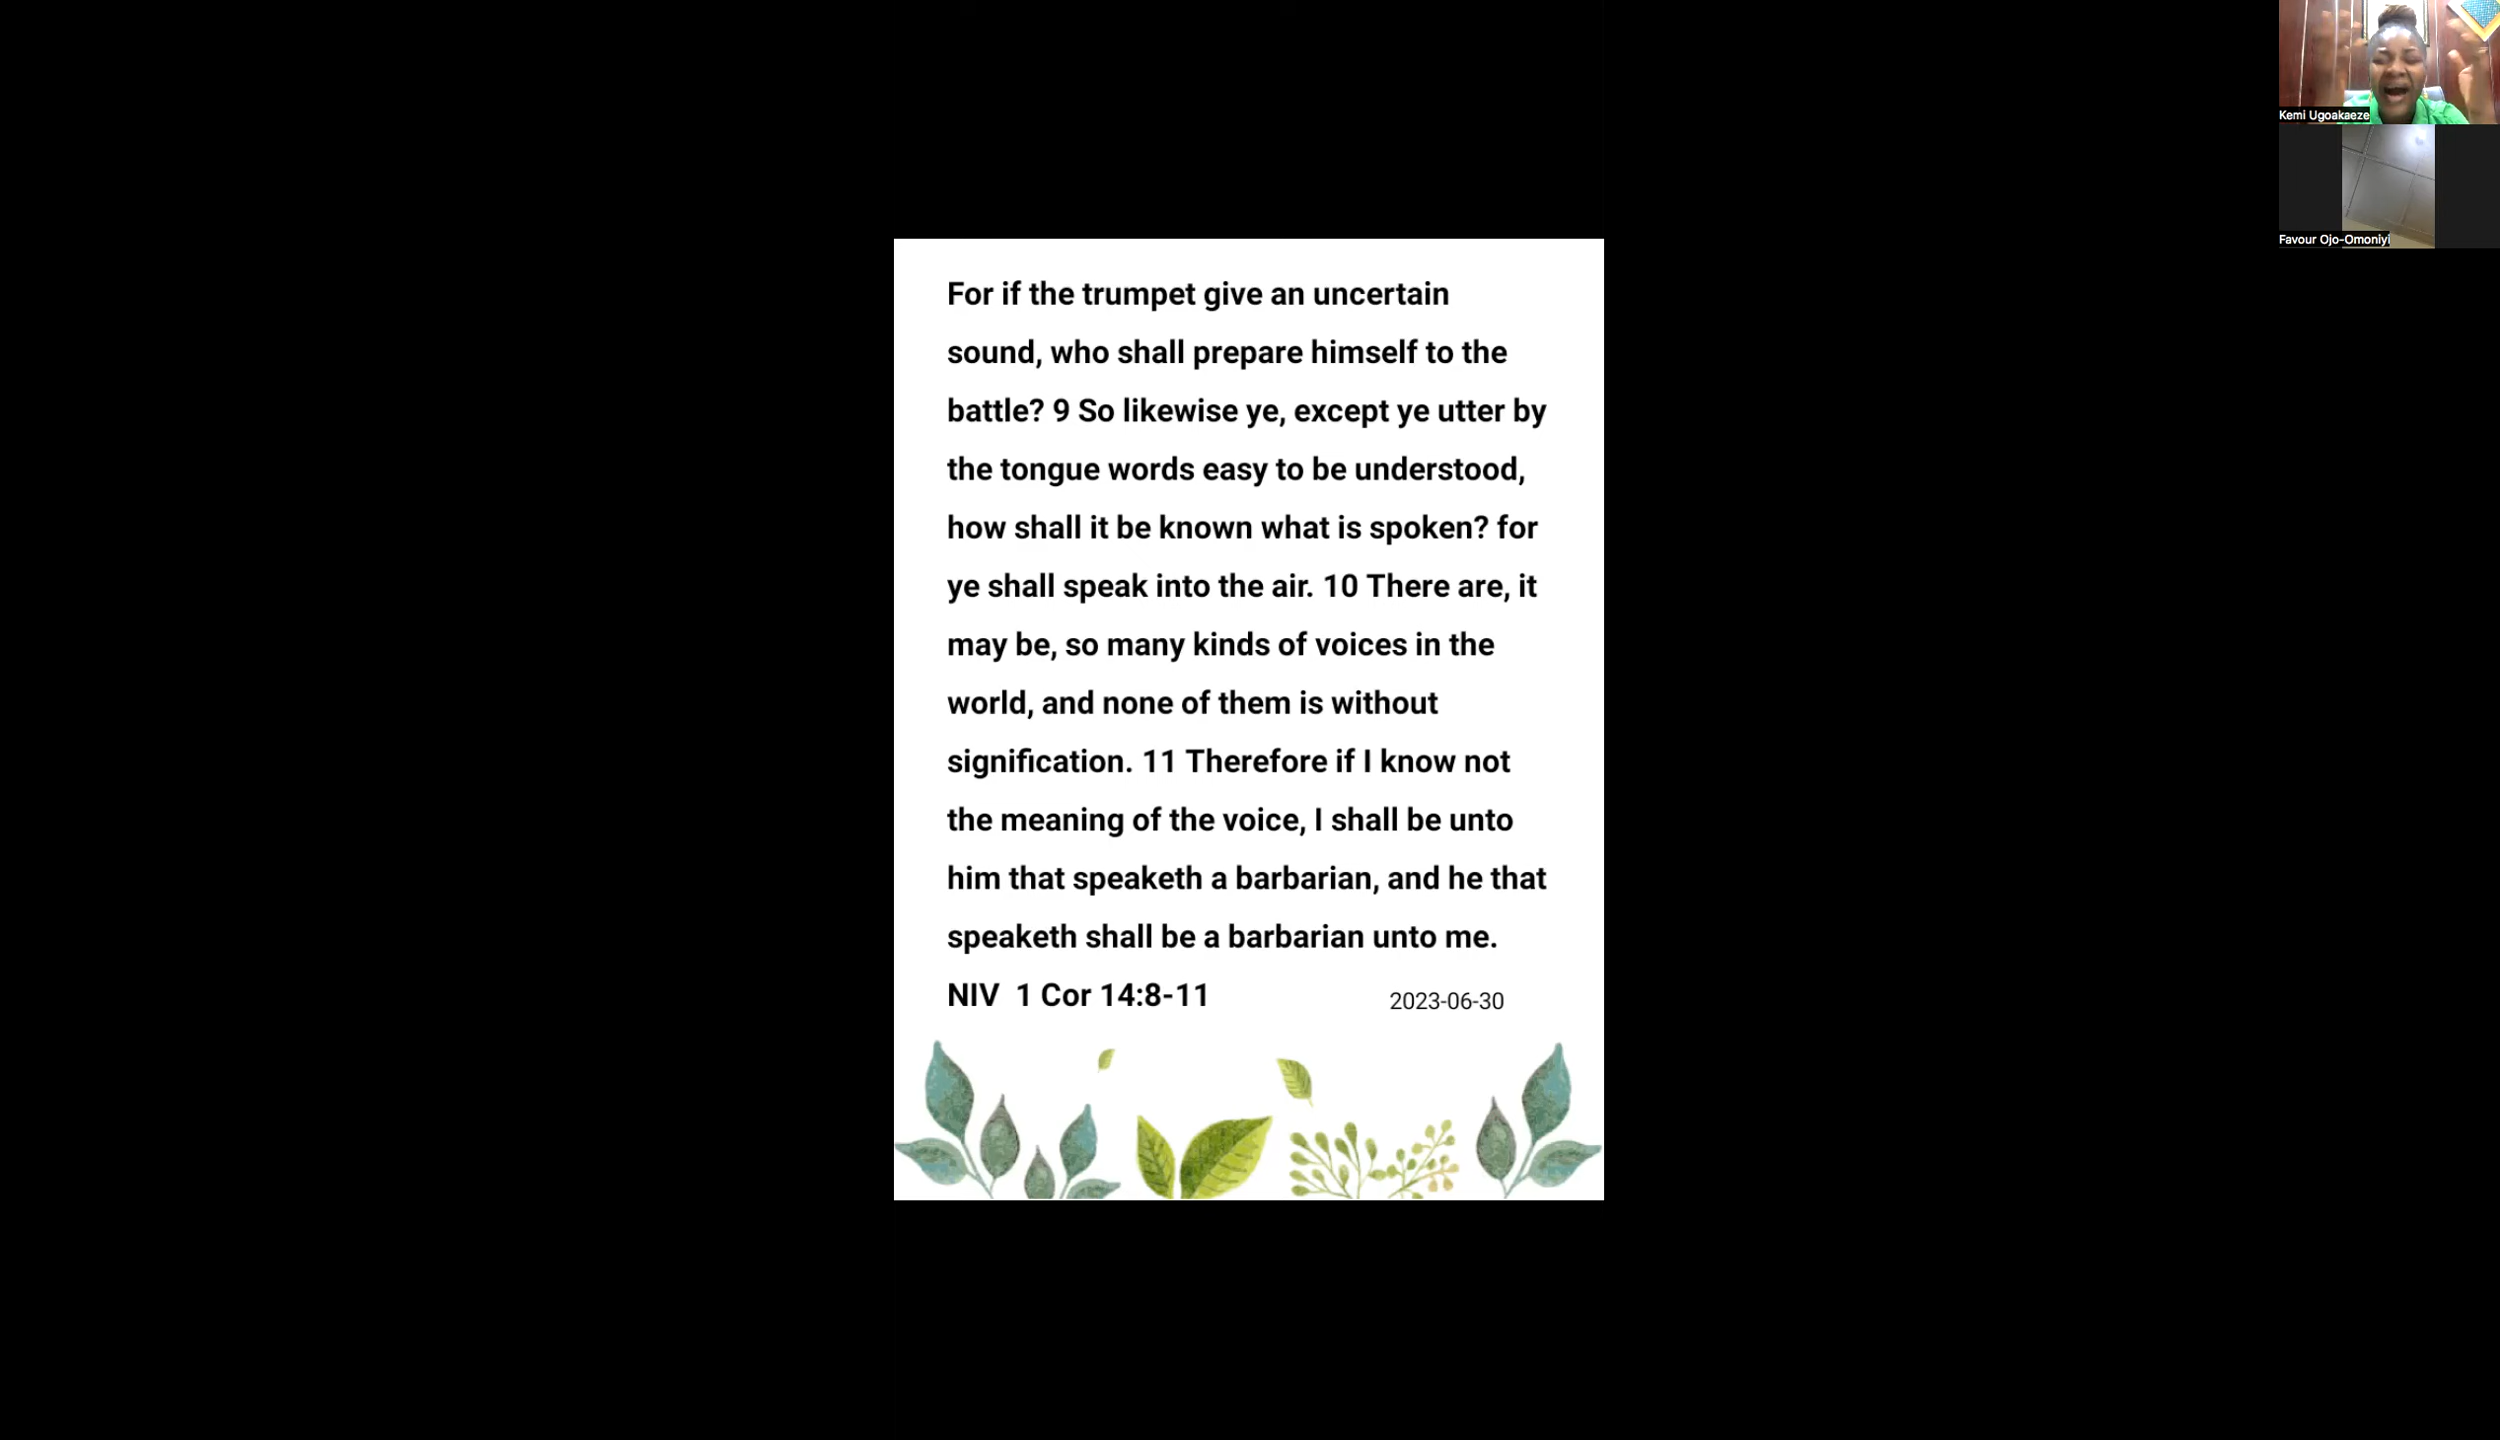 For if the trumpet give an uncertain
sound, who shall prepare himself to the
battle? 9 So likewise ye, except ye utter by
the tongue words easy to be understood,
how shall it be known what is spoken? for
ye shall speak into the air. 10 There are, it
may be, so many kinds of voices in the
world, and none of them is without
signification. 11 Therefore if I know not
the meaning of the voice, I shall be unto
him that speaketh a barbarian, and he that
speaketh shall be a barbarian unto me.
NIV 1 Cor 14:8-11 2023-06-30
Kemi Ugoakaeze
Favour Ojo-Omoniyi